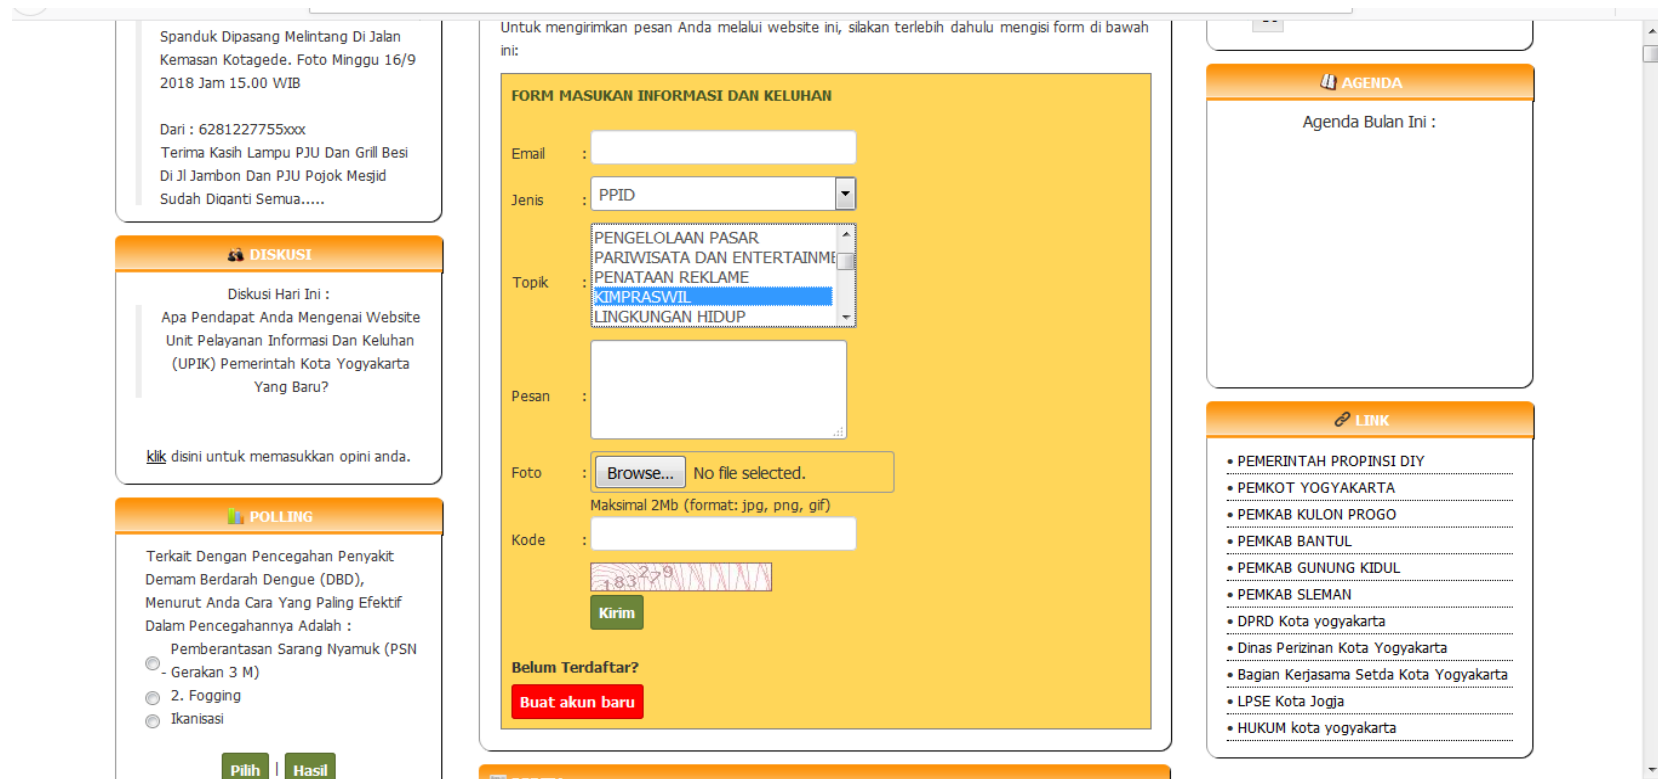 Spanduk Dipasang Melintang Di Jalan
Kemasan Kotagede. Foto Minggu 16/9
2018 Jam 15.00 WIB
Dari : 6281227755xxx
Terima Kasih Lampu PJU Dan Grill Besi
Di Jl Jambon Dan PJU Pojok Mesjid
Sudah Diganti Semua.....
DISKUSI
Diskusi Hari Ini :
Apa Pendapat Anda Mengenai Website
Unit Pelayanan Informasi Dan Keluhan
(UPIK) Pemerintah Kota Yogyakarta
Yang Baru?
klik disini untuk memasukkan opini anda.
POLLING
Terkait Dengan Pencegahan Penyakit
Demam Berdarah Dengue (DBD),
Menurut Anda Cara Yang Paling Efektif
Dalam Pencegahannya Adalah :
Pemberantasan Sarang Nyamuk (PSN
- Gerakan 3 M)
2. Fogging
Ikanisasi
Pilih | Hasil
Untuk mengirimkan pesan Anda melalui website ini, silakan terlebih dahulu mengisi form di bawah
ini:
FORM MASUKAN INFORMASI DAN KELUHAN
Email :
Jenis : PPID
Topik :
PENGELOLAAN PASAR
PARIWISATA DAN ENTERTAINME
PENATAAN REKLAME
KIMPRASWIL
LINGKUNGAN HIDUP
Pesan :
Foto : Browse... No file selected.
Maksimal 2Mb (format: jpg, png, gif)
Kode :
183279
Kirim
Belum Terdaftar?
Buat akun baru
AGENDA
Agenda Bulan Ini :
LINK
• PEMERINTAH PROPINSI DIY
• PEMKOT YOGYAKARTA
• PEMKAB KULON PROGO
• PEMKAB BANTUL
• PEMKAB GUNUNG KIDUL
• PEMKAB SLEMAN
• DPRD Kota yogyakarta
• Dinas Perizinan Kota Yogyakarta
• Bagian Kerjasama Setda Kota Yogyakarta
• LPSE Kota Jogja
• HUKUM kota yogyakarta